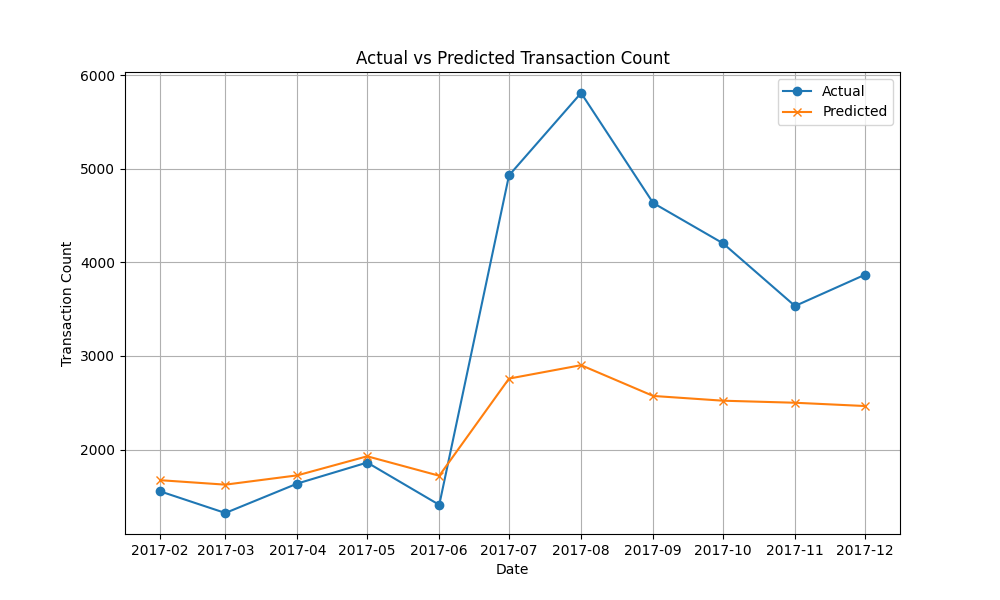 Actual vs Predicted Transaction Count
Actual
Predicted
6000
5000
4000
3000
2000
Transaction Count
2017-02 2017-03 2017-04 2017-05 2017-06 2017-07 2017-08 2017-09 2017-10 2017-11 2017-12
Date